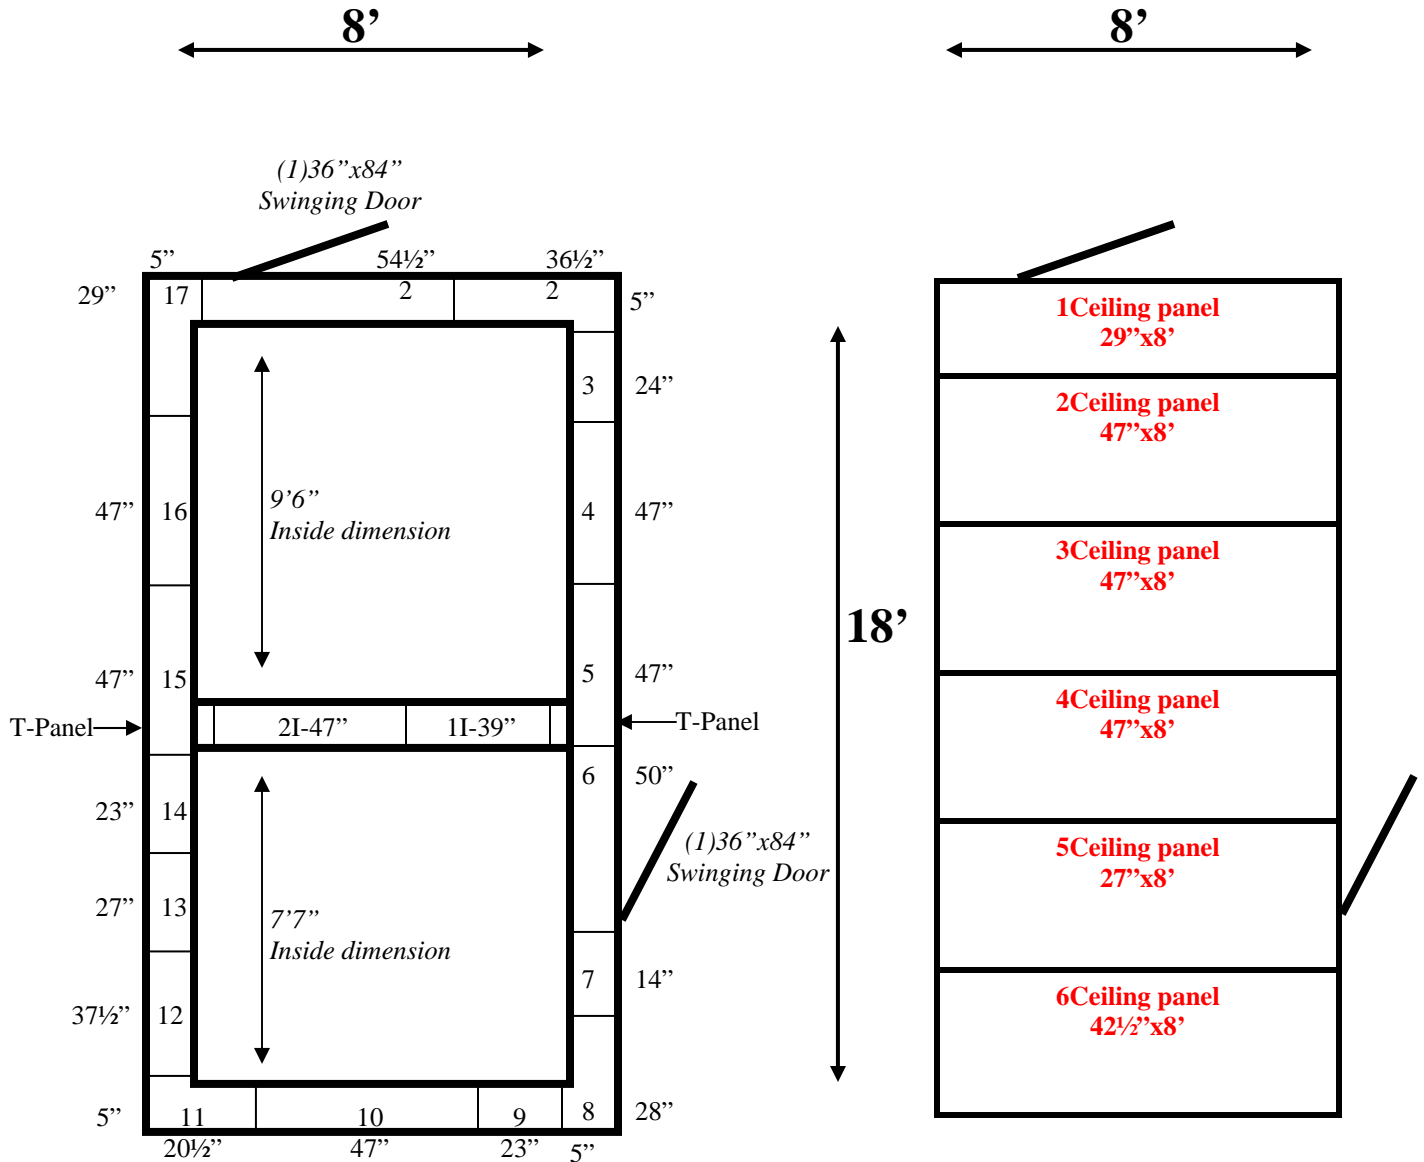 8’
8’
(1)36”x84”
Swinging Door
5”
54½”
36½”
29”
17
2
2
5”
1Ceiling panel
29”x8’
3
24”
2Ceiling panel
47”x8’
47”
16
9’6”
Inside dimension
4
47”
3Ceiling panel
47”x8’
18’
47”
15
5
47”
4Ceiling panel
47”x8’
T-Panel
2I-47”
1I-39”
T-Panel
6
50”
23”
14
(1)36”x84”
Swinging Door
5Ceiling panel
27”x8’
27”
13
7’7”
Inside dimension
7
14”
6Ceiling panel
42½”x8’
37½”
12
5”
11
10
9
8
28”
20½”
47”
23”
5”